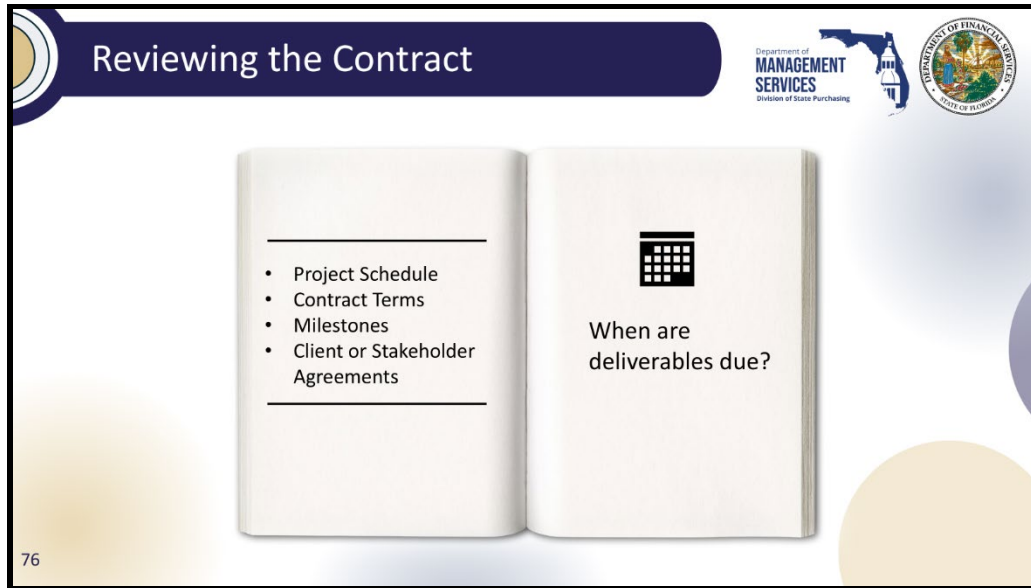 Reviewing the Contract
Department of
MANAGEMENT
SERVICES
Division of State Purchasing
DEPARTMENT OF FINANCIAL SERVICES
STATE OF FLORIDA
• Project Schedule
• Contract Terms
• Milestones
• Client or Stakeholder
Agreements
When are
deliverables due?
76